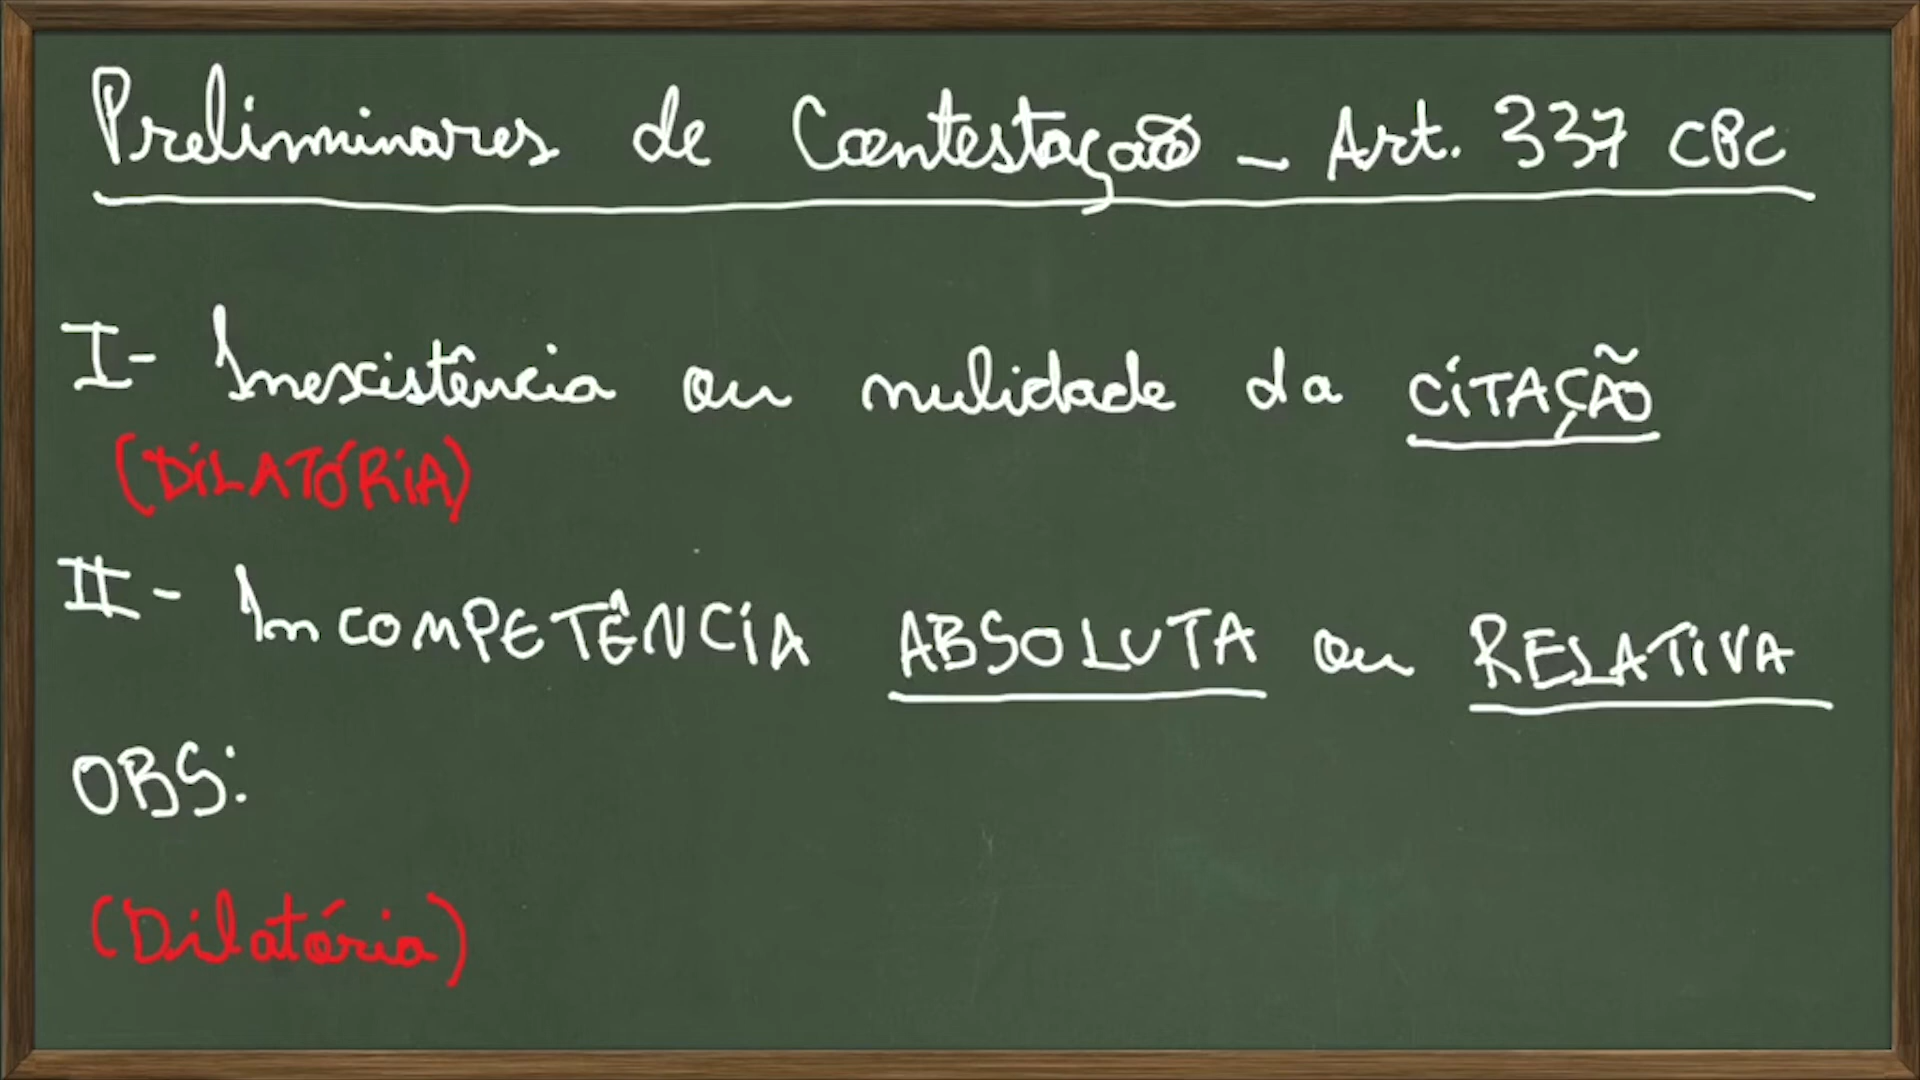 Preliminares de Contestação - Art. 337 CPC
I- Inexistência ou nulidade da CITAÇÃO
(DILATÓRIA)
II- INCOMPETÊNCIA ABSOLUTA ou RELATIVA
OBS:
(Dilatória)